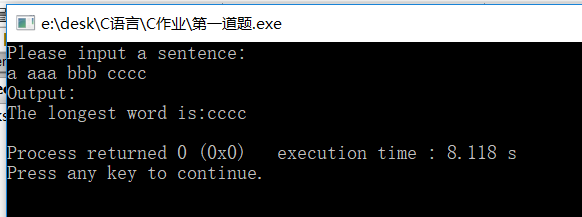 e:\desk\C语言\C作业\第一道题.exe
Please input a sentence:
a aaa bbb cccc
Output:
The longest word is:cccc
Process returned 0 (0x0)   execution time : 8.118 s
Press any key to continue.